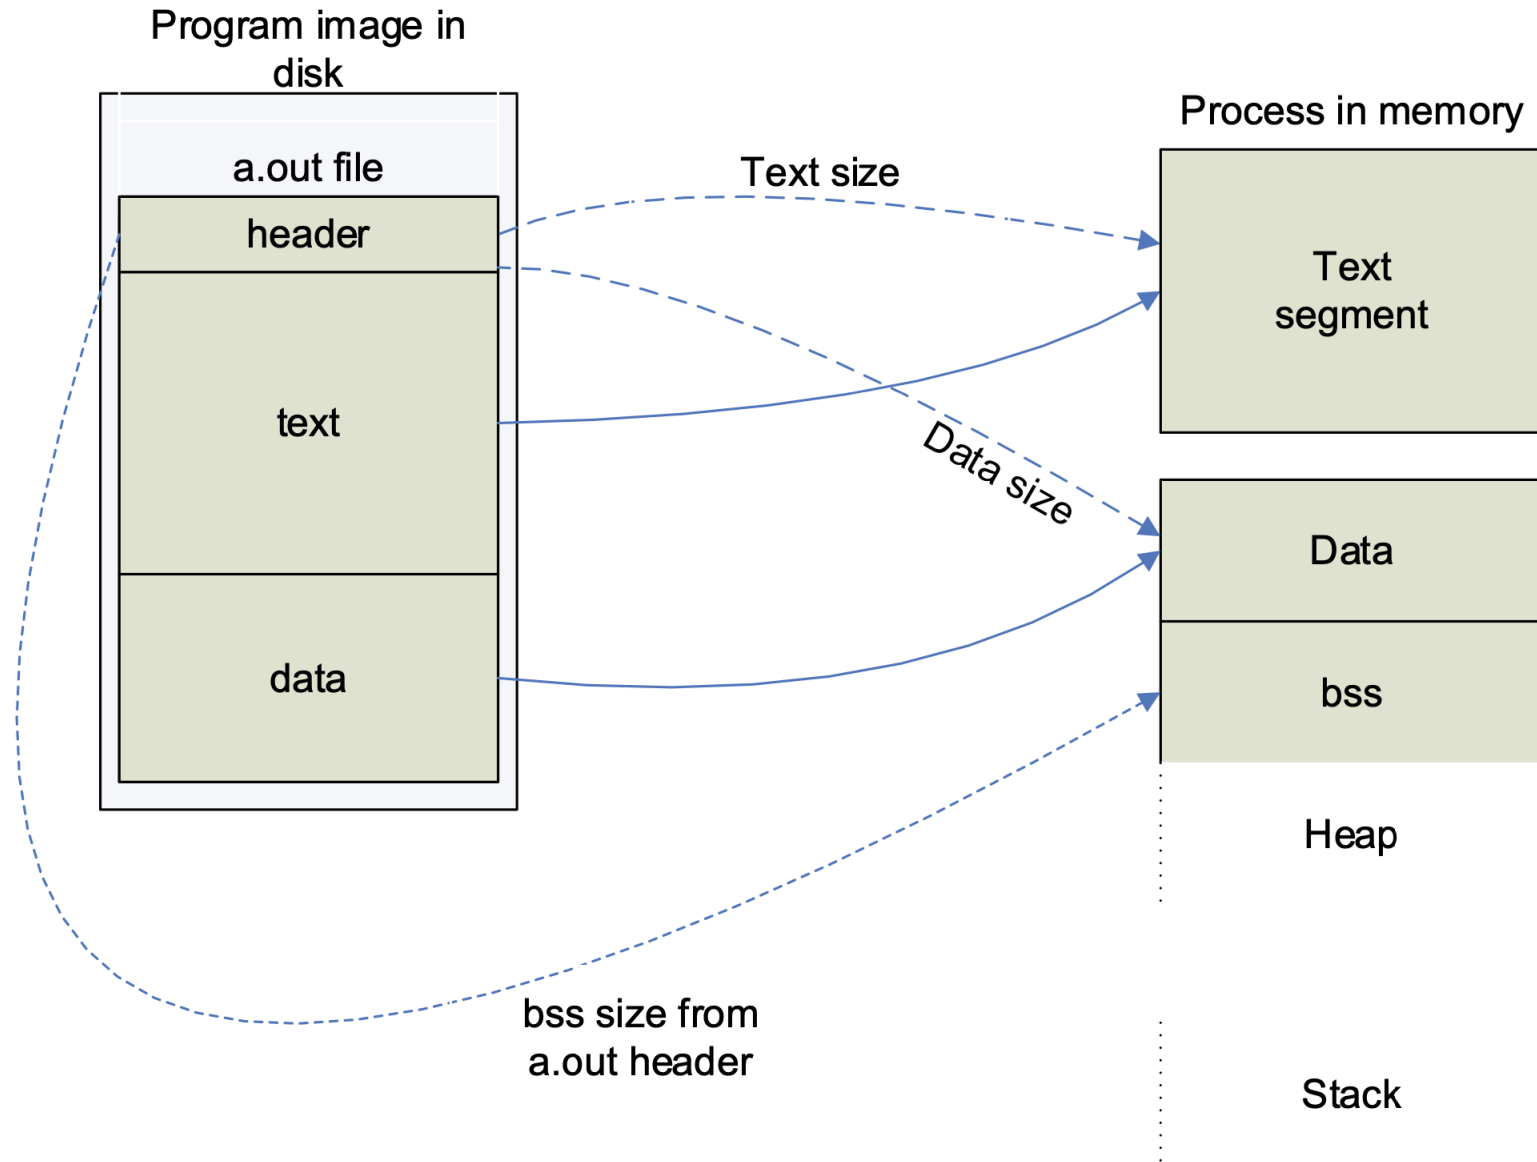 Program image in
disk
a.out file
header
text
data
Text size
Data size
bss size from
a.out header
Process in memory
Text
segment
Data
bss
Heap
Stack